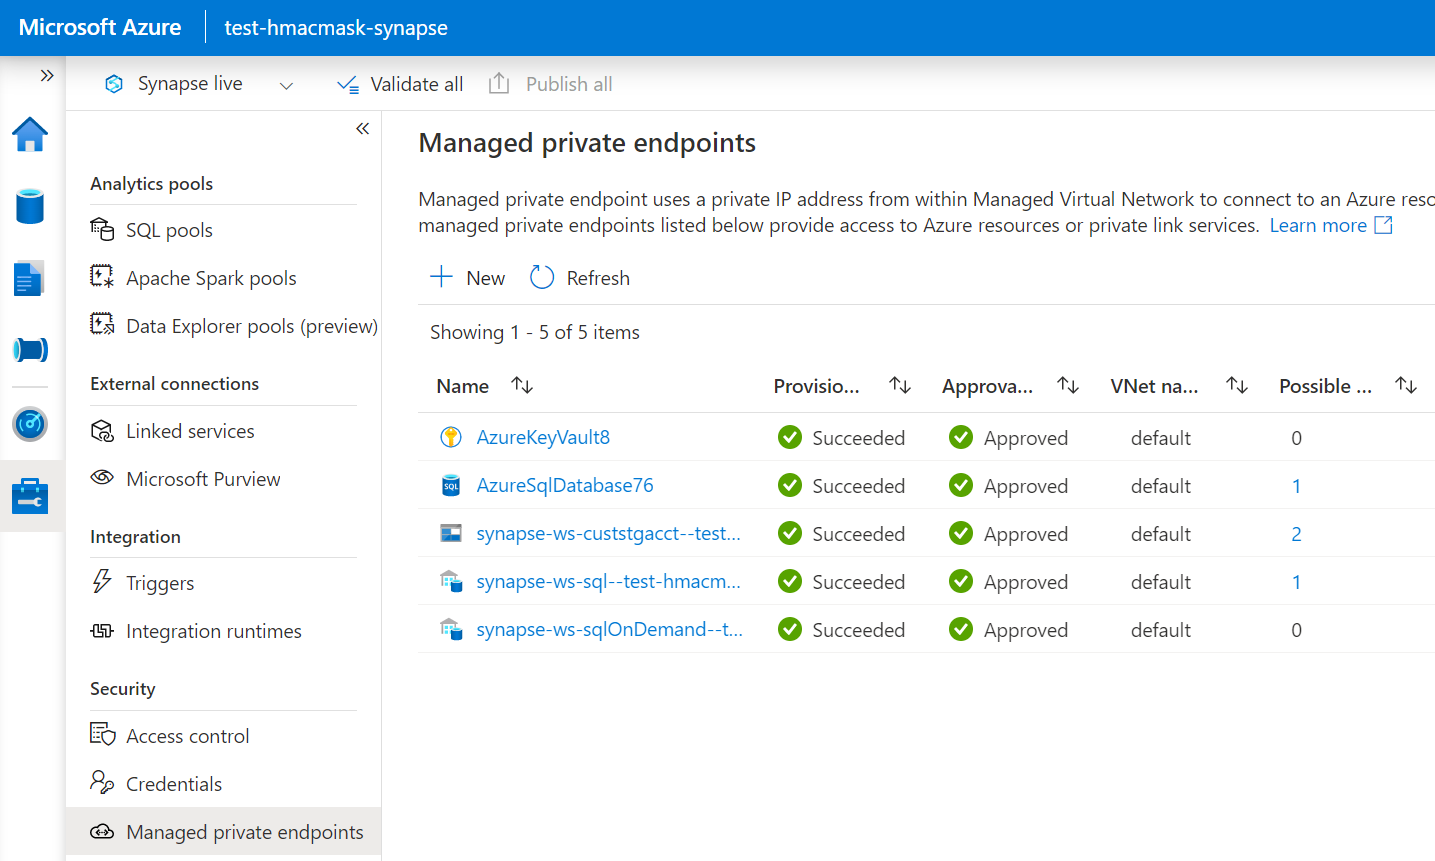 Microsoft Azure
test-hmacmask-synapse
Synapse live
Validate all
Publish all
Analytics pools
SQL pools
Apache Spark pools
Data Explorer pools (preview)
External connections
Linked services
Microsoft Purview
Integration
Triggers
Integration runtimes
Security
Access control
Credentials
Managed private endpoints
Managed private endpoints
Managed private endpoint uses a private IP address from within Managed Virtual Network to connect to an Azure reso
managed private endpoints listed below provide access to Azure resources or private link services. Learn more
New
Refresh
Showing 1 - 5 of 5 items
Name Provisio... Approva... VNet na... Possible ...
AzureKeyVault8 Succeeded Approved default 0
SQL AzureSqlDatabase76 Succeeded Approved default 1
synapse-ws-custstgacct--test... Succeeded Approved default 2
synapse-ws-sql--test-hmacm... Succeeded Approved default 1
synapse-ws-sqlOnDemand--t... Succeeded Approved default 0